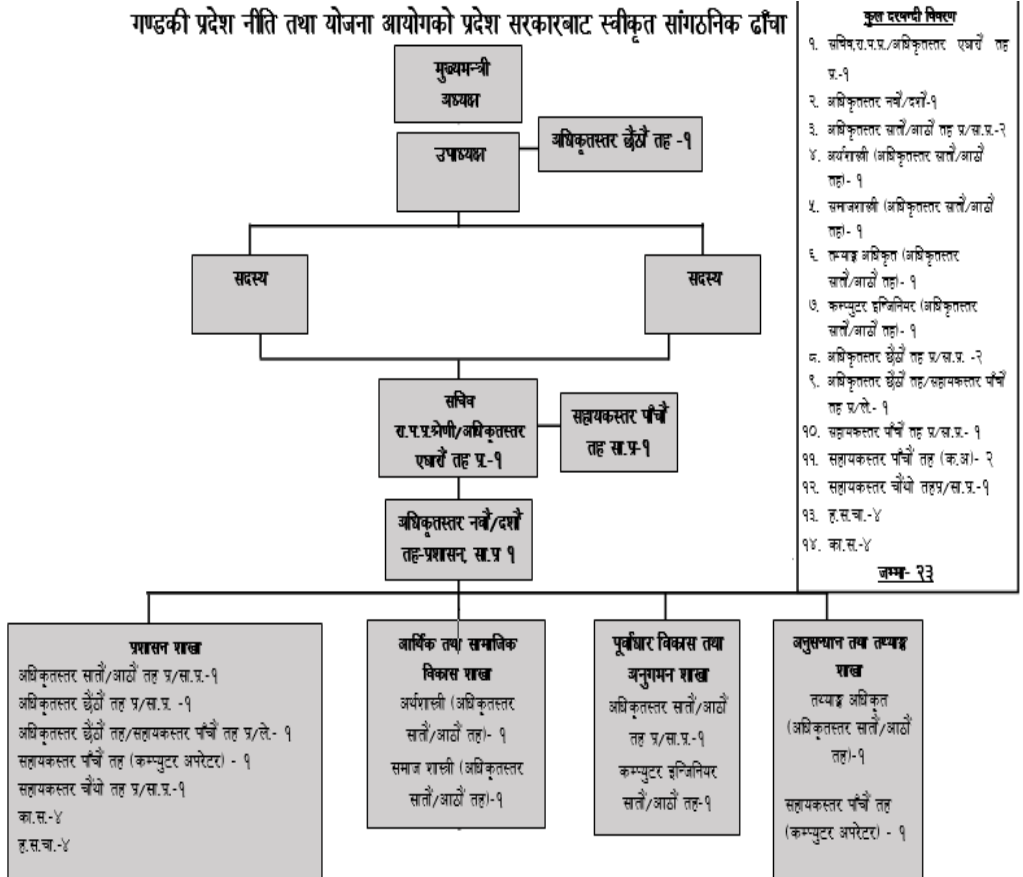 गण्डकी प्रदेश नीति तथा योजना आयोगको प्रदेश सरकारबाट स्वीकृत सांगठनिक ढाँचा
मुख्यमन्त्री
अध्यक्ष
उपाध्यक्ष
अधिकृतस्तर छैठौं तह -१
सदस्य
सदस्य
सचिव
रा.प.प्र.श्रेणी/अधिकृतस्तर
एघारौं तह प्र.-१
सहायकस्तर पाँचौं
तह सा.प्र-१
अधिकृतस्तर नवौं/दशौं
तह-प्रशासन, सा.प्र १
प्रशासन शाखा
अधिकृतस्तर सातौं/आठौं तह प्र/सा.प्र.-१
अधिकृतस्तर छैठौं तह प्र/सा.प्र. -१
अधिकृतस्तर छैठौं तह/सहायकस्तर पाँचौं तह प्र/ले.- १
सहायकस्तर पाँचौं तह (कम्प्युटर अपरेटर) - १
सहायकस्तर चौंथो तह प्र/सा.प्र.-१
का.स.-४
ह.स.चा.-४
आर्थिक तथा सामाजिक
विकास शाखा
अर्थशास्त्री (अधिकृतस्तर
सातौं/आठौं तह)- १
समाज शास्त्री (अधिकृतस्तर
सातौं/आठौं तह)-१
पूर्वाधार विकास तथा
अनुगमन शाखा
अधिकृतस्तर सातौं/आठौं
तह प्र/सा.प्र.-१
कम्प्युटर इन्जिनियर
सातौं/आठौं तह-१
अनुसन्धान तथा तथ्याङ्क
शाखा
तथ्याङ्क अधिकृत
(अधिकृतस्तर सातौं/आठौं
तह)-१
सहायकस्तर पाँचौं तह
(कम्प्युटर अपरेटर) - १
कुल दरवन्दी विवरण
१. सचिव,रा.प.प्र./अधिकृतस्तर एघारौं तह
प्र.-१
२. अधिकृतस्तर नवौं/दशौं-१
३. अधिकृतस्तर सातौं/आठौं तह प्र/सा.प्र.-२
४. अर्थशास्त्री (अधिकृतस्तर सातौं/आठौं
तह)- १
५. समाजशास्त्री (अधिकृतस्तर सातौं/आठौं
तह)- १
६. तथ्याङ्क अधिकृत (अधिकृतस्तर
सातौं/आठौं तह)- १
७. कम्प्युटर इन्जिनियर (अधिकृतस्तर
सातौं/आठौं तह)- १
८. अधिकृतस्तर छैठौं तह प्र/सा.प्र. -२
९. अधिकृतस्तर छैठौं तह/सहायकस्तर पाँचौं
तह प्र/ले.- १
१०. सहायकस्तर पाँचौं तह प्र/सा.प्र.- १
११. सहायकस्तर पाँचौं तह (क.अ)- २
१२. सहायकस्तर चौंथो तहप्र/सा.प्र.-१
१३. ह.स.चा.-४
१४. का.स.-४
जम्मा- २३